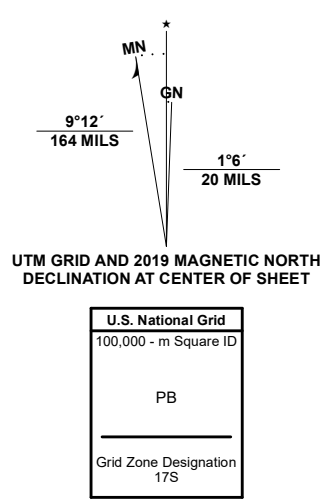 ★
MN
GN
9°12´
164 MILS
1°6´
20 MILS
UTM GRID AND 2019 MAGNETIC NORTH
DECLINATION AT CENTER OF SHEET
U.S. National Grid
100,000 - m Square ID
PB
Grid Zone Designation
17S